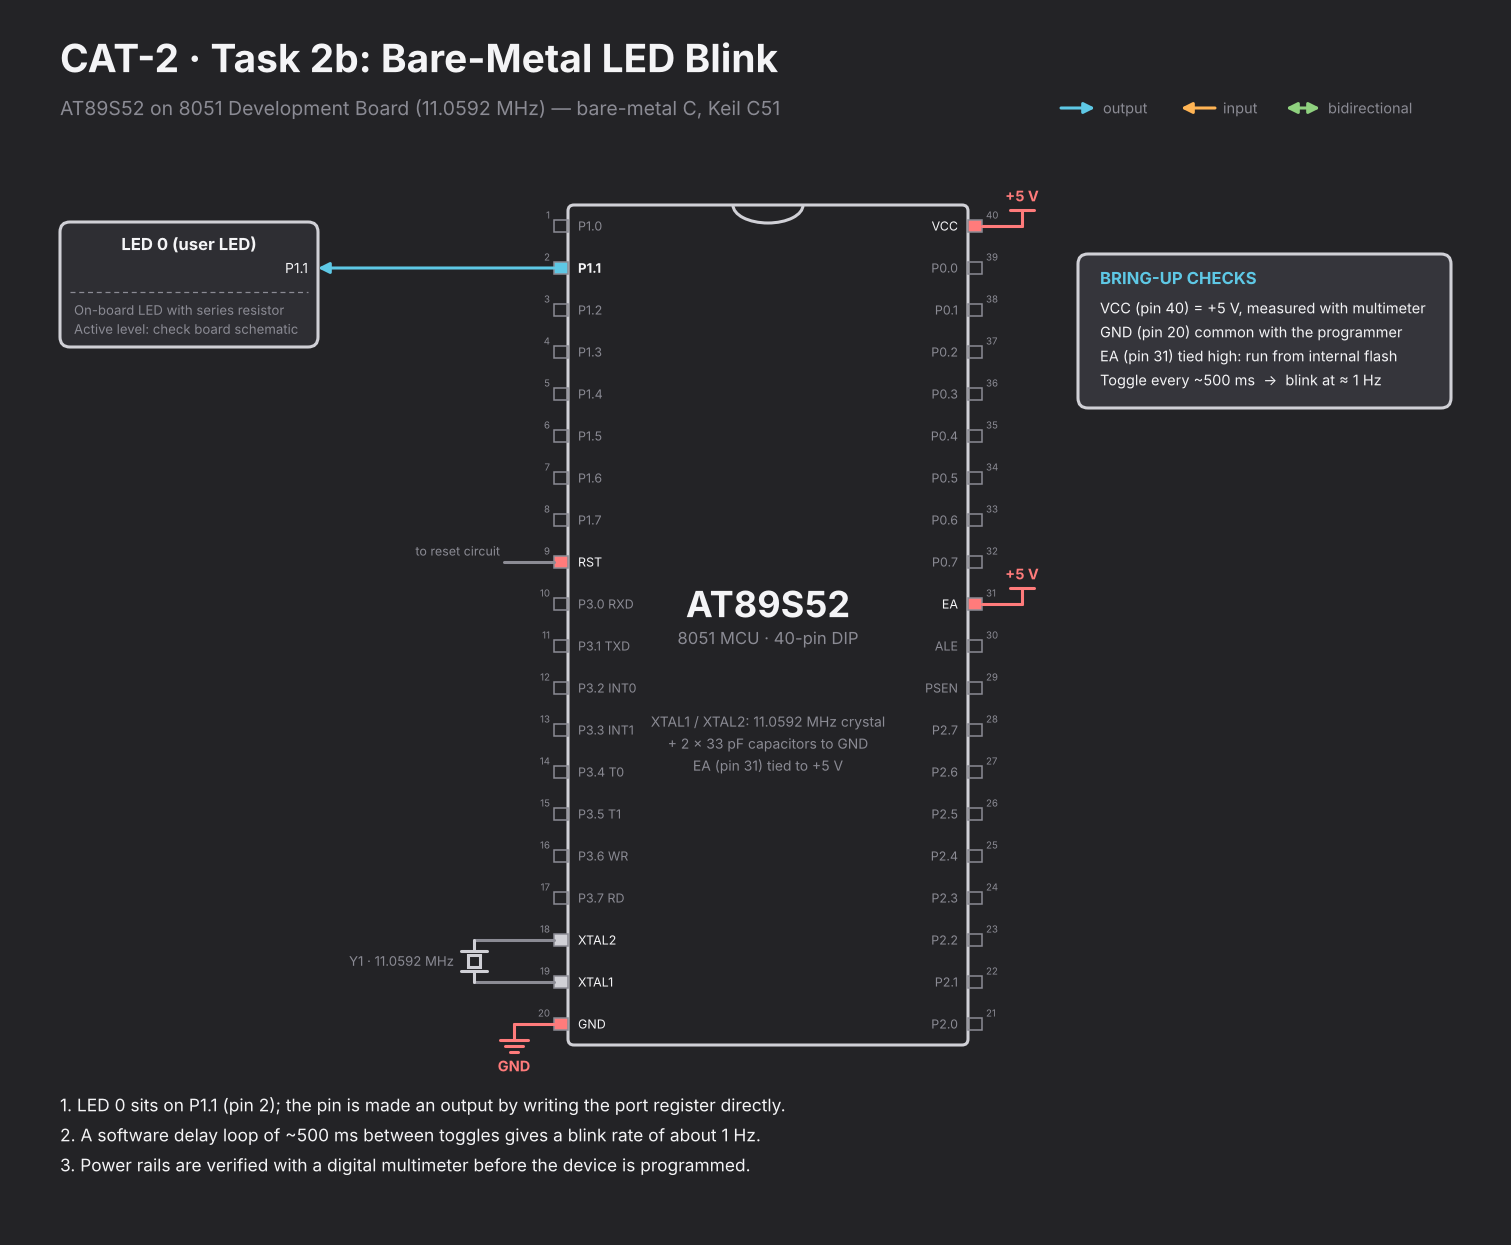 CAT-2 · Task 2b: Bare-Metal LED Blink
AT89S52 on 8051 Development Board (11.0592 MHz) — bare-metal C, Keil C51
output
input
bidirectional
LED 0 (user LED)
P1.1
On-board LED with series resistor
Active level: check board schematic
1 P1.0
2 P1.1
3 P1.2
4 P1.3
5 P1.4
6 P1.5
7 P1.6
8 P1.7
to reset circuit
9 RST
10 P3.0 RXD
11 P3.1 TXD
12 P3.2 INT0
13 P3.3 INT1
14 P3.4 T0
15 P3.5 T1
16 P3.6 WR
17 P3.7 RD
18 XTAL2
Y1 · 11.0592 MHz
19 XTAL1
20 GND
GND
AT89S52
8051 MCU · 40-pin DIP
XTAL1 / XTAL2: 11.0592 MHz crystal
+ 2 × 33 pF capacitors to GND
EA (pin 31) tied to +5 V
+5 V
VCC 40
P0.0 39
P0.1 38
P0.2 37
P0.3 36
P0.4 35
P0.5 34
P0.6 33
P0.7 32
+5 V
EA 31
ALE 30
PSEN 29
P2.7 28
P2.6 27
P2.5 26
P2.4 25
P2.3 24
P2.2 23
P2.1 22
P2.0 21
BRING-UP CHECKS
VCC (pin 40) = +5 V, measured with multimeter
GND (pin 20) common with the programmer
EA (pin 31) tied high: run from internal flash
Toggle every ~500 ms → blink at ≈ 1 Hz
1. LED 0 sits on P1.1 (pin 2); the pin is made an output by writing the port register directly.
2. A software delay loop of ~500 ms between toggles gives a blink rate of about 1 Hz.
3. Power rails are verified with a digital multimeter before the device is programmed.